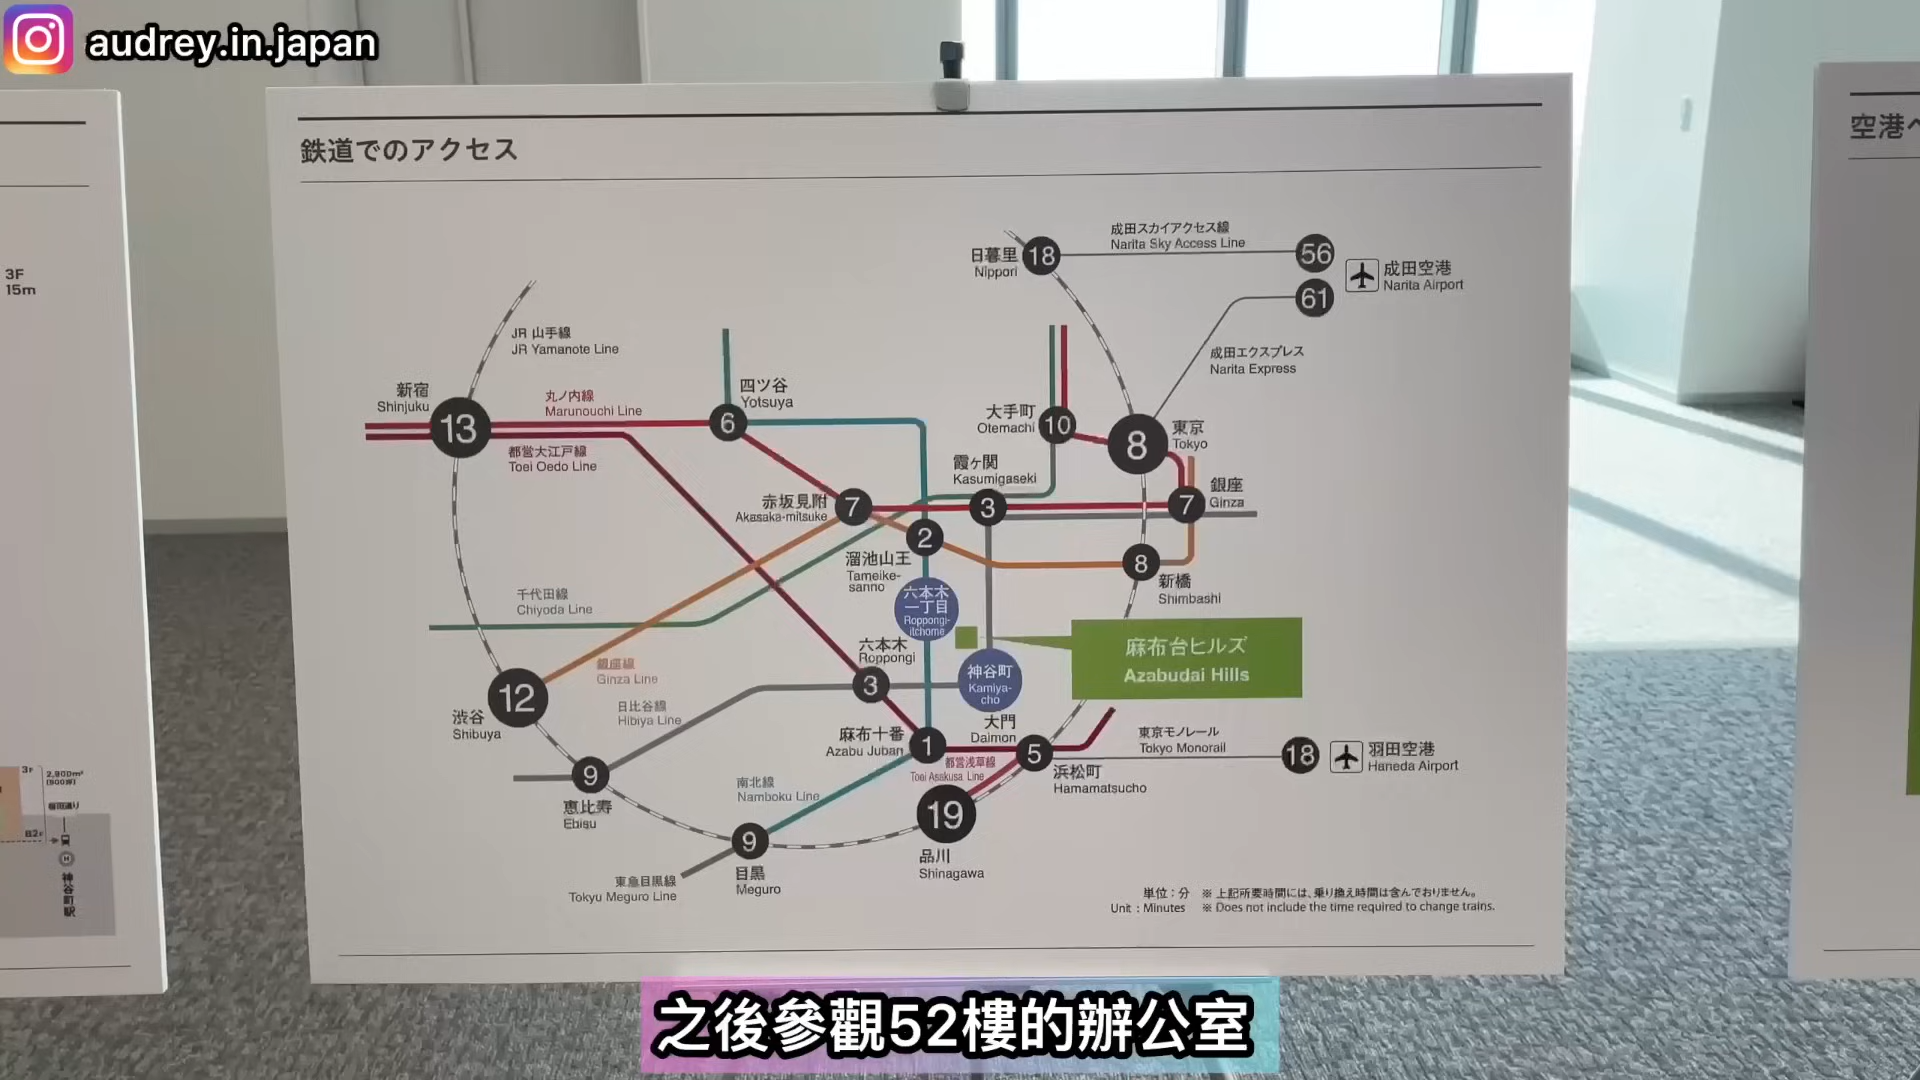 audrey.in.japan
鉄道でのアクセス
空港へ
3F
15m
日暮里
Nippori
18
成田スカイアクセス線
Narita Sky Access Line
56
61
成田空港
Narita Airport
成田エクスプレス
Narita Express
JR 山手線
JR Yamanote Line
新宿
Shinjuku
13
丸ノ内線
Marunouchi Line
都営大江戸線
Toei Oedo Line
四ツ谷
Yotsuya
6
大手町
Otemachi
10
8
東京
Tokyo
霞ヶ関
Kasumigaseki
3
赤坂見附
Akasaka-mitsuke
7
7
銀座
Ginza
2
溜池山王
Tameike-
sanno
8
新橋
Shimbashi
千代田線
Chiyoda Line
六本木
一丁目
Roppongi-
itchome
麻布台ヒルズ
Azabudai Hills
六本木
Roppongi
3
神谷町
Kamiya-
cho
銀座線
Ginza Line
12
渋谷
Shibuya
日比谷線
Hibiya Line
麻布十番
Azabu Juban
1
大門
Daimon
5
浜松町
Hamamatsucho
東京モノレール
Tokyo Monorail
18
羽田空港
Haneda Airport
都営浅草線
Toei Asakusa Line
9
恵比寿
Ebisu
南北線
Namboku Line
19
品川
Shinagawa
9
目黒
Meguro
東急目黒線
Tokyu Meguro Line
単位:分 ※上記所要時間には、乗り換え時間は含んでおりません。
Unit : Minutes ※ Does not include the time required to change trains.
3F
2,900m²
桜田通り
B2F
神谷町駅
之後參觀52樓的辦公室